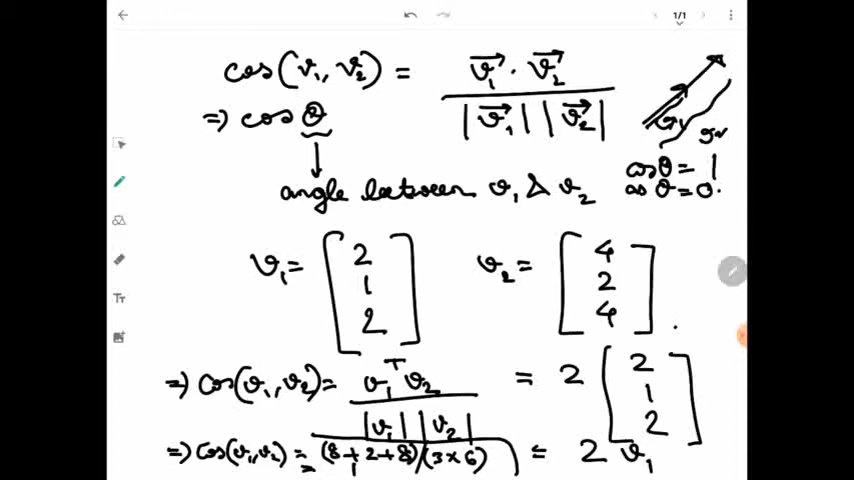 1/1
cos(v₁, v₂) = v₁⃗ · v₂⃗ / |v₁⃗| |v₂⃗|
=> cos θ
cosθ = 1
as θ = 0.
angle between v₁ & v₂
v₁ = [2 1 2] v₂ = [4 2 4].
= 2 [2 1 2]
=> cos(v₁, v₂) = v₁ᵀ v₂ / |v₁| |v₂|
=> cos(v₁, v₂) = (8+2+8)/(3×6)
= 2 v₁
Tт